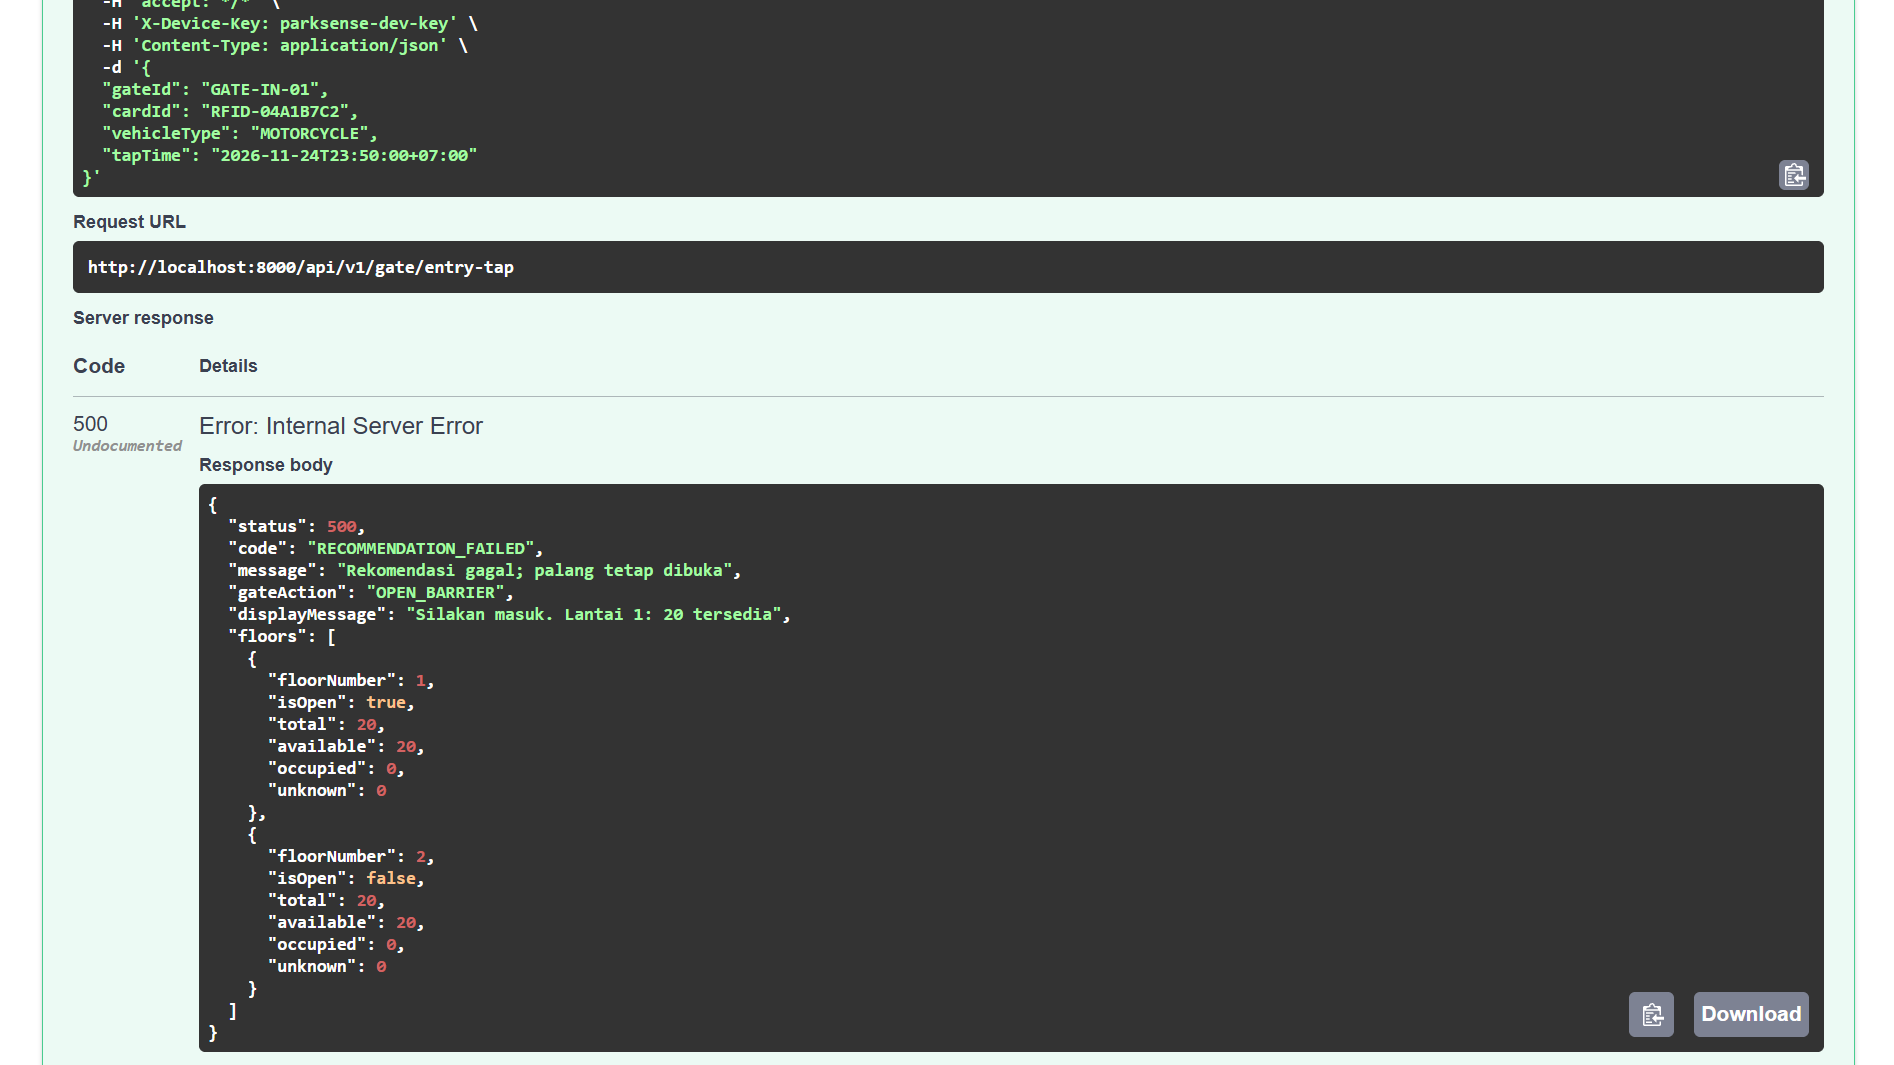 -H 'accept: */*' \
-H 'X-Device-Key: parksense-dev-key' \
-H 'Content-Type: application/json' \
-d '{
"gateId": "GATE-IN-01",
"cardId": "RFID-04A1B7C2",
"vehicleType": "MOTORCYCLE",
"tapTime": "2026-11-24T23:50:00+07:00"
}'
Request URL
http://localhost:8000/api/v1/gate/entry-tap
Server response
Code Details
500 Error: Internal Server Error
Undocumented
Response body
{
"status": 500,
"code": "RECOMMENDATION_FAILED",
"message": "Rekomendasi gagal; palang tetap dibuka",
"gateAction": "OPEN_BARRIER",
"displayMessage": "Silakan masuk. Lantai 1: 20 tersedia",
"floors": [
{
"floorNumber": 1,
"isOpen": true,
"total": 20,
"available": 20,
"occupied": 0,
"unknown": 0
},
{
"floorNumber": 2,
"isOpen": false,
"total": 20,
"available": 20,
"occupied": 0,
"unknown": 0
}
]
}
Download